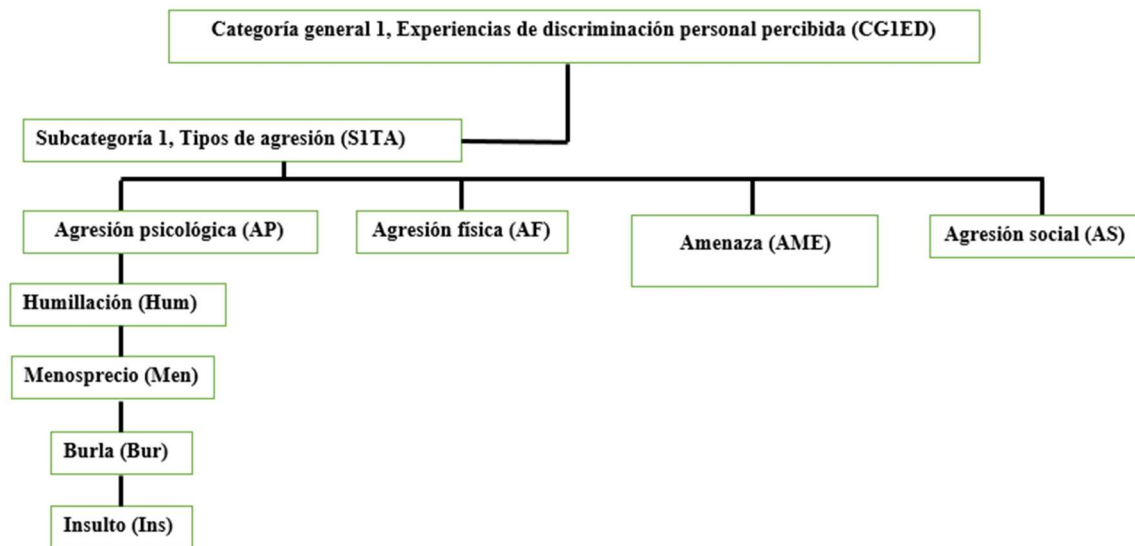 Categoría general 1, Experiencias de discriminación personal percibida (CG1ED)
Subcategoría 1, Tipos de agresión (S1TA)
Agresión psicológica (AP)
Agresión física (AF)
Amenaza (AME)
Agresión social (AS)
Humillación (Hum)
Menosprecio (Men)
Burla (Bur)
Insulto (Ins)